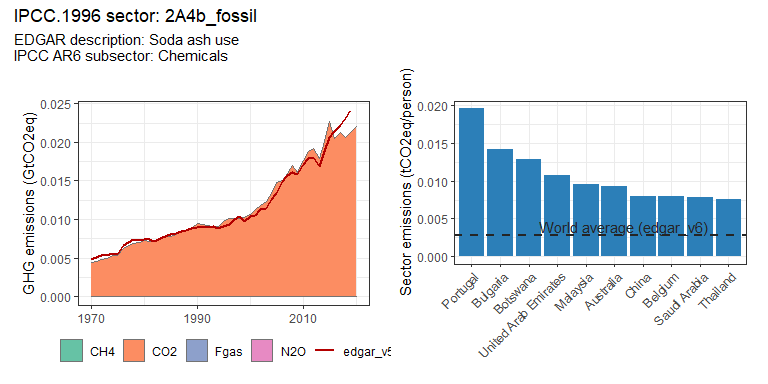 IPCC.1996 sector: 2A4b_fossil
EDGAR description: Soda ash use
IPCC AR6 subsector: Chemicals
GHG emissions (GtCO2eq)
0.025
0.020
0.015
0.010
0.005
0.000
1970
1990
2010
CH4
CO2
Fgas
N2O
edgar_v6
Sector emissions (tCO2eq/person)
0.020
0.015
0.010
0.005
0.000
World average (edgar_v6)
Portugal
Bulgaria
Botswana
United Arab Emirates
Malaysia
Australia
China
Belgium
Saudi Arabia
Thailand